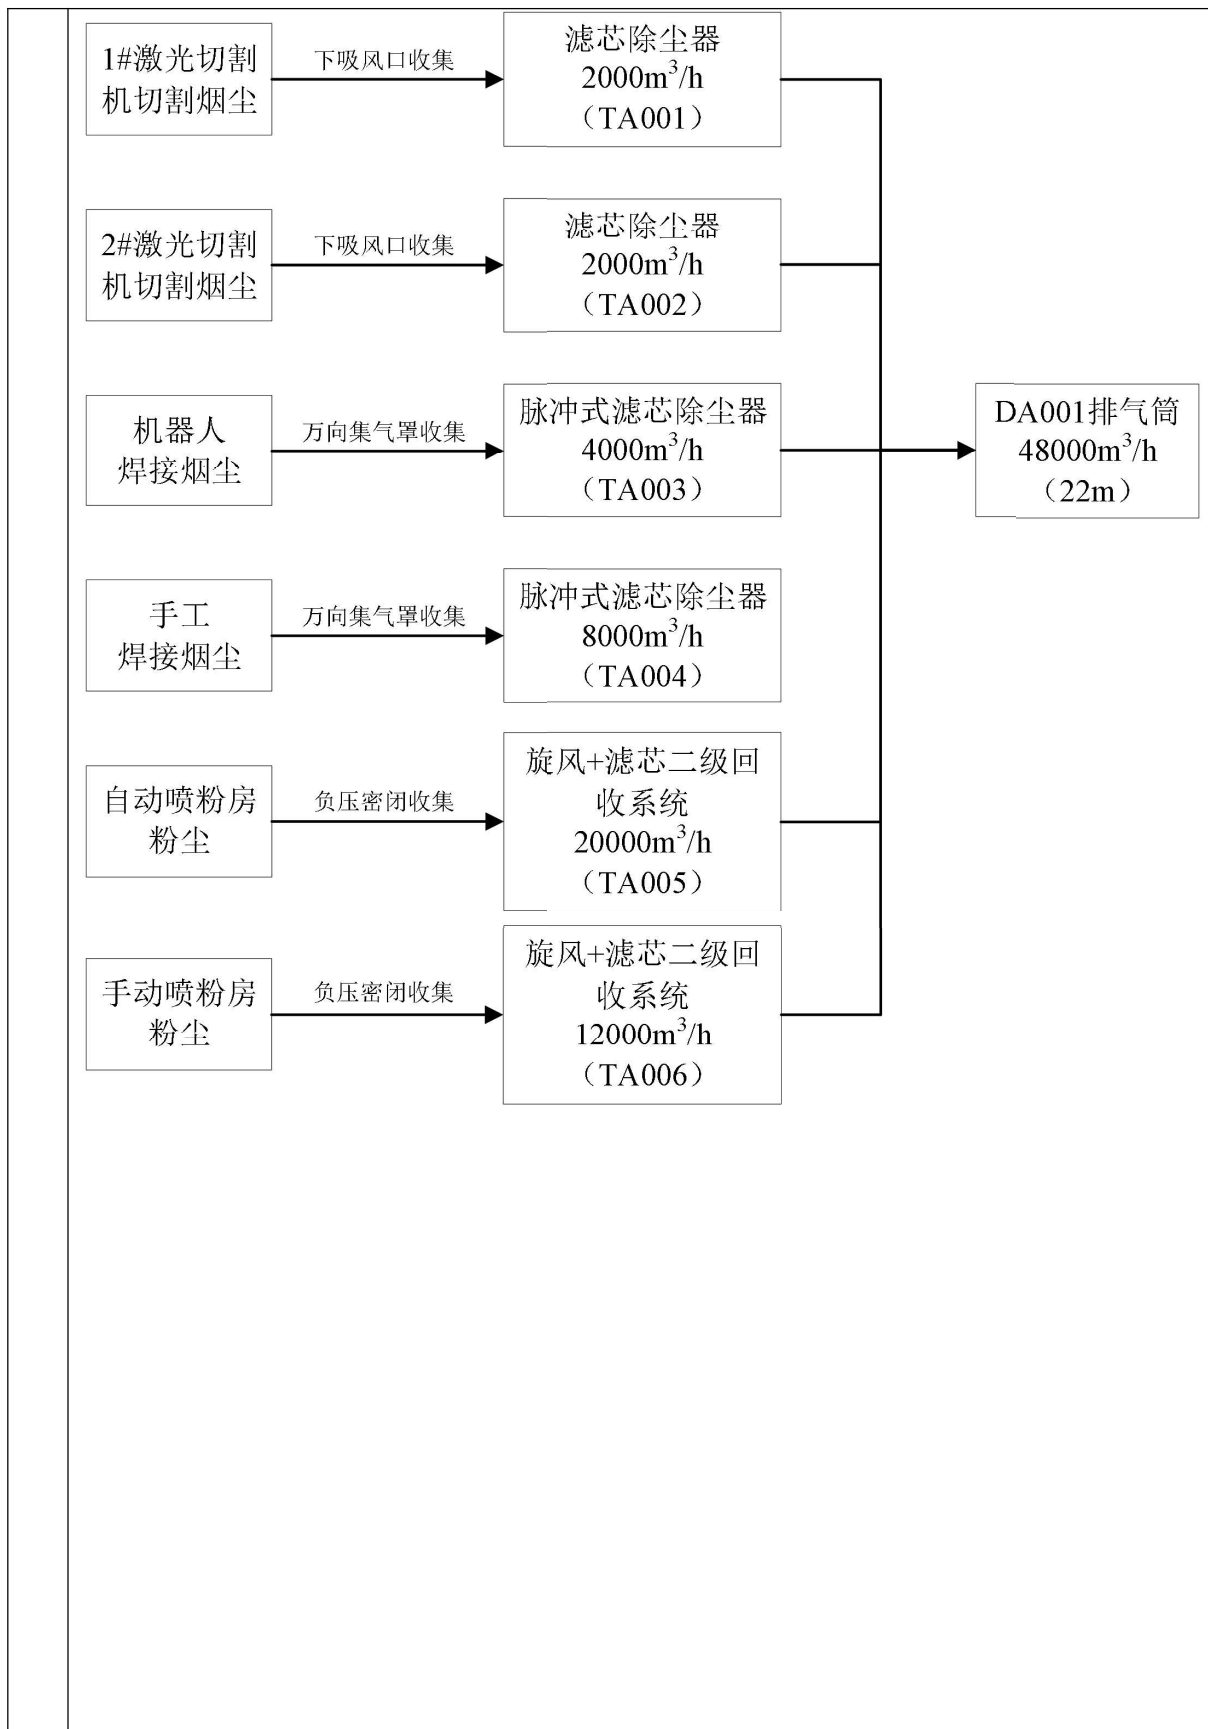 1#激光切割
机切割烟尘
下吸风口收集
滤芯除尘器
2000m³/h
（TA001）
2#激光切割
机切割烟尘
下吸风口收集
滤芯除尘器
2000m³/h
（TA002）
机器人
焊接烟尘
万向集气罩收集
脉冲式滤芯除尘器
4000m³/h
（TA003）
DA001排气筒
48000m³/h
（22m）
手工
焊接烟尘
万向集气罩收集
脉冲式滤芯除尘器
8000m³/h
（TA004）
自动喷粉房
粉尘
负压密闭收集
旋风+滤芯二级回
收系统
20000m³/h
（TA005）
手动喷粉房
粉尘
负压密闭收集
旋风+滤芯二级回
收系统
12000m³/h
（TA006）